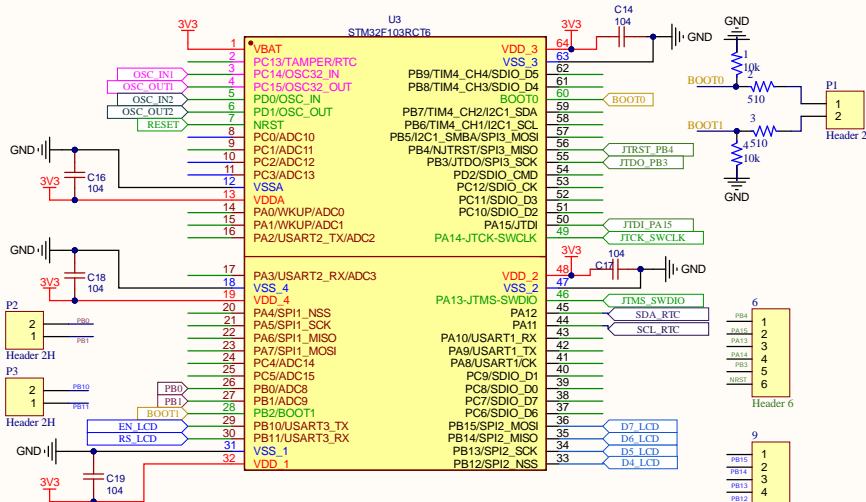 U3
STM32F103RCT6
3V3
1 VBAT
2 PC13/TAMPER/RTC
OSC_IN1 3 PC14/OSC32_IN
OSC_OUT1 4 PC15/OSC32_OUT
OSC_IN2 5 PD0/OSC_IN
OSC_OUT2 6 PD1/OSC_OUT
RESET 7 NRST
8 PC0/ADC10
9 PC1/ADC11
10 PC2/ADC12
11 PC3/ADC13
12 VSSA
13 VDDA
14 PA0/WKUP/ADC0
15 PA1/WKUP/ADC1
16 PA2/USART2_TX/ADC2
17 PA3/USART2_RX/ADC3
18 VSS_4
19 VDD_4
20 PA4/SPI1_NSS
21 PA5/SPI1_SCK
22 PA6/SPI1_MISO
23 PA7/SPI1_MOSI
24 PC4/ADC14
25 PC5/ADC15
PB0 26 PB0/ADC8
PB1 27 PB1/ADC9
BOOT1 28 PB2/BOOT1
EN_LCD 29 PB10/USART3_TX
RS_LCD 30 PB11/USART3_RX
31 VSS_1
32 VDD_1
VDD_3 64
VSS_3 63
PB9/TIM4_CH4/SDIO_D5 62
PB8/TIM4_CH3/SDIO_D4 61
BOOT0 60 BOOT0
PB7/TIM4_CH2/I2C1_SDA 59
PB6/TIM4_CH1/I2C1_SCL 58
PB5/I2C1_SMBA/SPI3_MOSI 57
PB4/NJTRST/SPI3_MISO 56 JTRST_PB4
PB3/JTDO/SPI3_SCK 55 JTDO_PB3
PD2/SDIO_CMD 54
PC12/SDIO_CK 53
PC11/SDIO_D3 52
PC10/SDIO_D2 51
PA15/JTDI 50 JTDI_PA15
PA14-JTCK-SWCLK 49 JTCK_SWCLK
VDD_2 48
VSS_2 47
PA13-JTMS-SWDIO 46 JTMS_SWDIO
PA12 45 SDA_RTC
PA11 44 SCL_RTC
PA10/USART1_RX 43
PA9/USART1_TX 42
PA8/USART1/CK 41
PC9/SDIO_D1 40
PC8/SDIO_D0 39
PC7/SDIO_D7 38
PC6/SDIO_D6 37
PB15/SPI2_MOSI 36 D7_LCD
PB14/SPI2_MISO 35 D6_LCD
PB13/SPI2_SCK 34 D5_LCD
PB12/SPI2_NSS 33 D4_LCD
GND
C16
104
3V3
GND
C18
104
3V3
P2
2 PB0
1 PB1
Header 2H
P3
2 PB10
1 PB11
Header 2H
GND
C19
104
3V3
3V3
C14
104
GND
3V3
104
C17
GND
GND
1
10k
BOOT0
2
510
P1
1
2
Header 2
BOOT1
3
510
4
10k
GND
6
PB4 1
PA15 2
PA13 3
PA14 4
PB3 5
NRST 6
Header 6
9
PB15 1
PB14 2
PB13 3
PB12 4